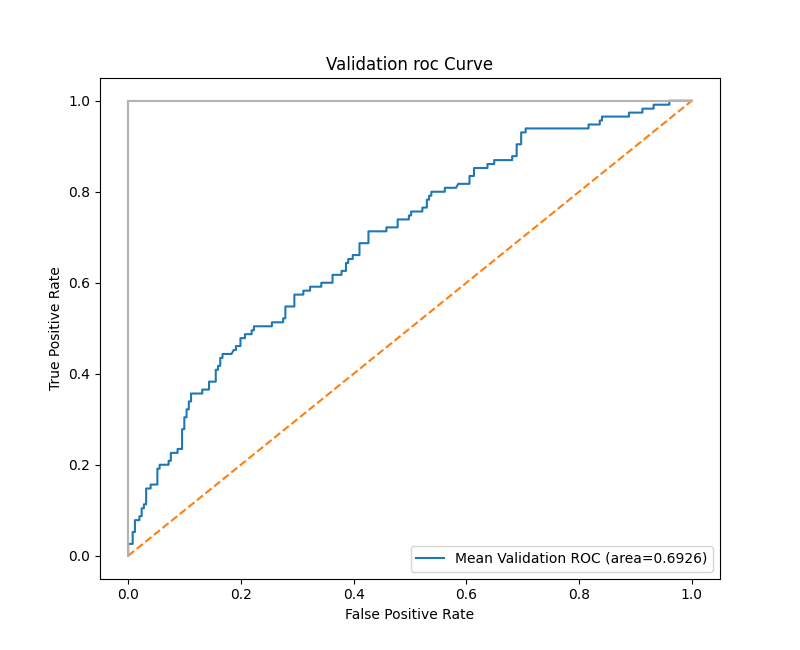 Validation roc Curve
True Positive Rate
1.0
0.8
0.6
0.4
0.2
0.0
Mean Validation ROC (area=0.6926)
0.0 0.2 0.4 0.6 0.8 1.0
False Positive Rate